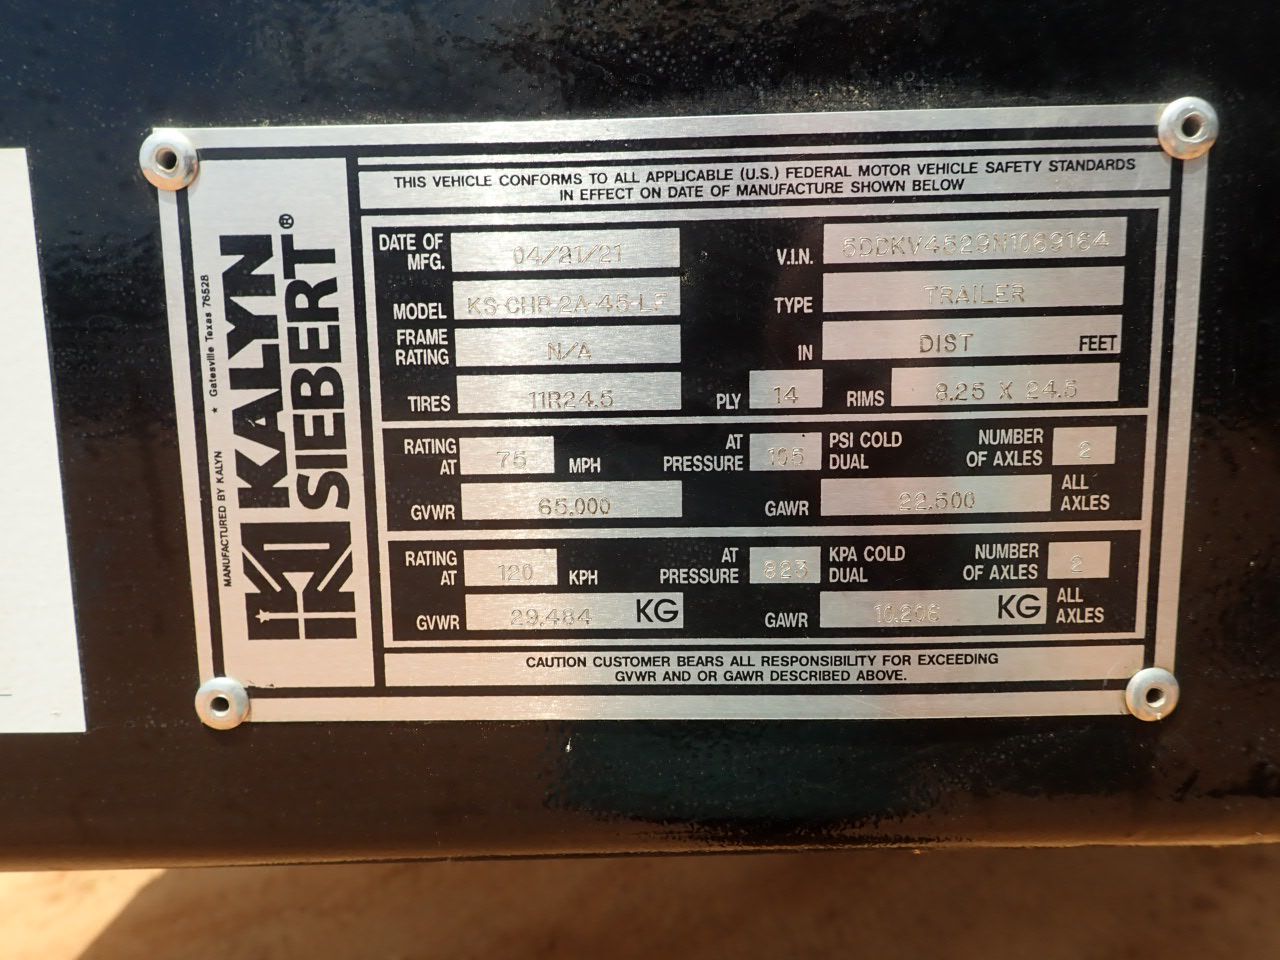 MANUFACTURED BY KALYN ★ Gatesville Texas 76528
KALYN
SIEBERT®
THIS VEHICLE CONFORMS TO ALL APPLICABLE (U.S.) FEDERAL MOTOR VEHICLE SAFETY STANDARDS
IN EFFECT ON DATE OF MANUFACTURE SHOWN BELOW
DATE OF MFG. 04/21/21 V.I.N. 5DDKV4529N1069164
MODEL KS-CHP-2A-45-LF TYPE TRAILER
FRAME RATING N/A IN DIST FEET
TIRES 11R24.5 PLY 14 RIMS 8.25 X 24.5
RATING AT 75 MPH AT PRESSURE 105 PSI COLD DUAL NUMBER OF AXLES 2
GVWR 65,000 GAWR 22,500 ALL AXLES
RATING AT 120 KPH AT PRESSURE 823 KPA COLD DUAL NUMBER OF AXLES 2
GVWR 29,484 KG GAWR 10,206 KG ALL AXLES
CAUTION CUSTOMER BEARS ALL RESPONSIBILITY FOR EXCEEDING
GVWR AND OR GAWR DESCRIBED ABOVE.